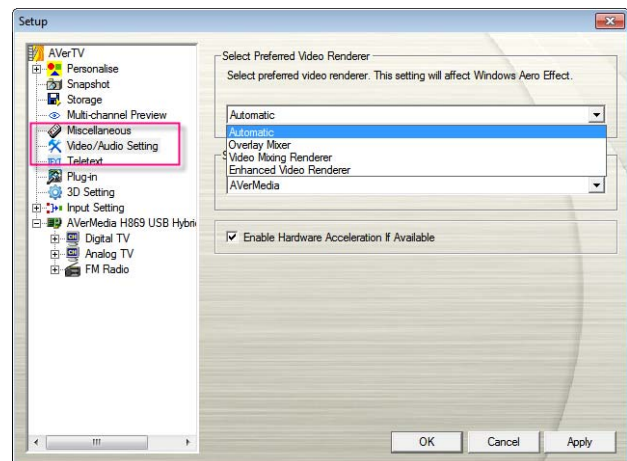 Setup
AVerTV
Personalise
Snapshot
Storage
Multi-channel Preview
Miscellaneous
Video/Audio Setting
Teletext
Plug-in
3D Setting
Input Setting
AVerMedia H869 USB Hybri
Digital TV
Analog TV
FM Radio
Select Preferred Video Renderer
Select preferred video renderer. This setting will affect Windows Aero Effect.
Automatic
Automatic
Overlay Mixer
Video Mixing Renderer
Enhanced Video Renderer
AVerMedia
Enable Hardware Acceleration If Available
OK
Cancel
Apply